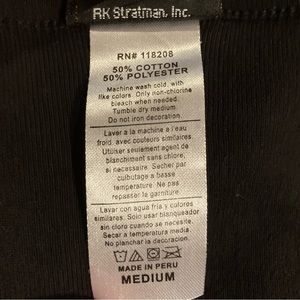 RK Stratman, Inc.
RN# 118208
50% COTTON
50% POLYESTER
Machine wash cold, with
like colors. Only non-chlorine
bleach when needed.
Tumble dry medium.
Do not iron decoration.
Laver a la machine a l'eau
froid, avec couleurs similaires.
Utiliser seulement agent de
blanchiment sans chlore,
si necessaire. Secher par
culbutage a basse
temperature. Ne pas
repasser le garniture.
Lavar con agua fria y colores
similares. Solo usar blanqueador
sin cloro cuando se necesite.
Secar a temperatura media.
No planchar la decoration.
MADE IN PERU
MEDIUM